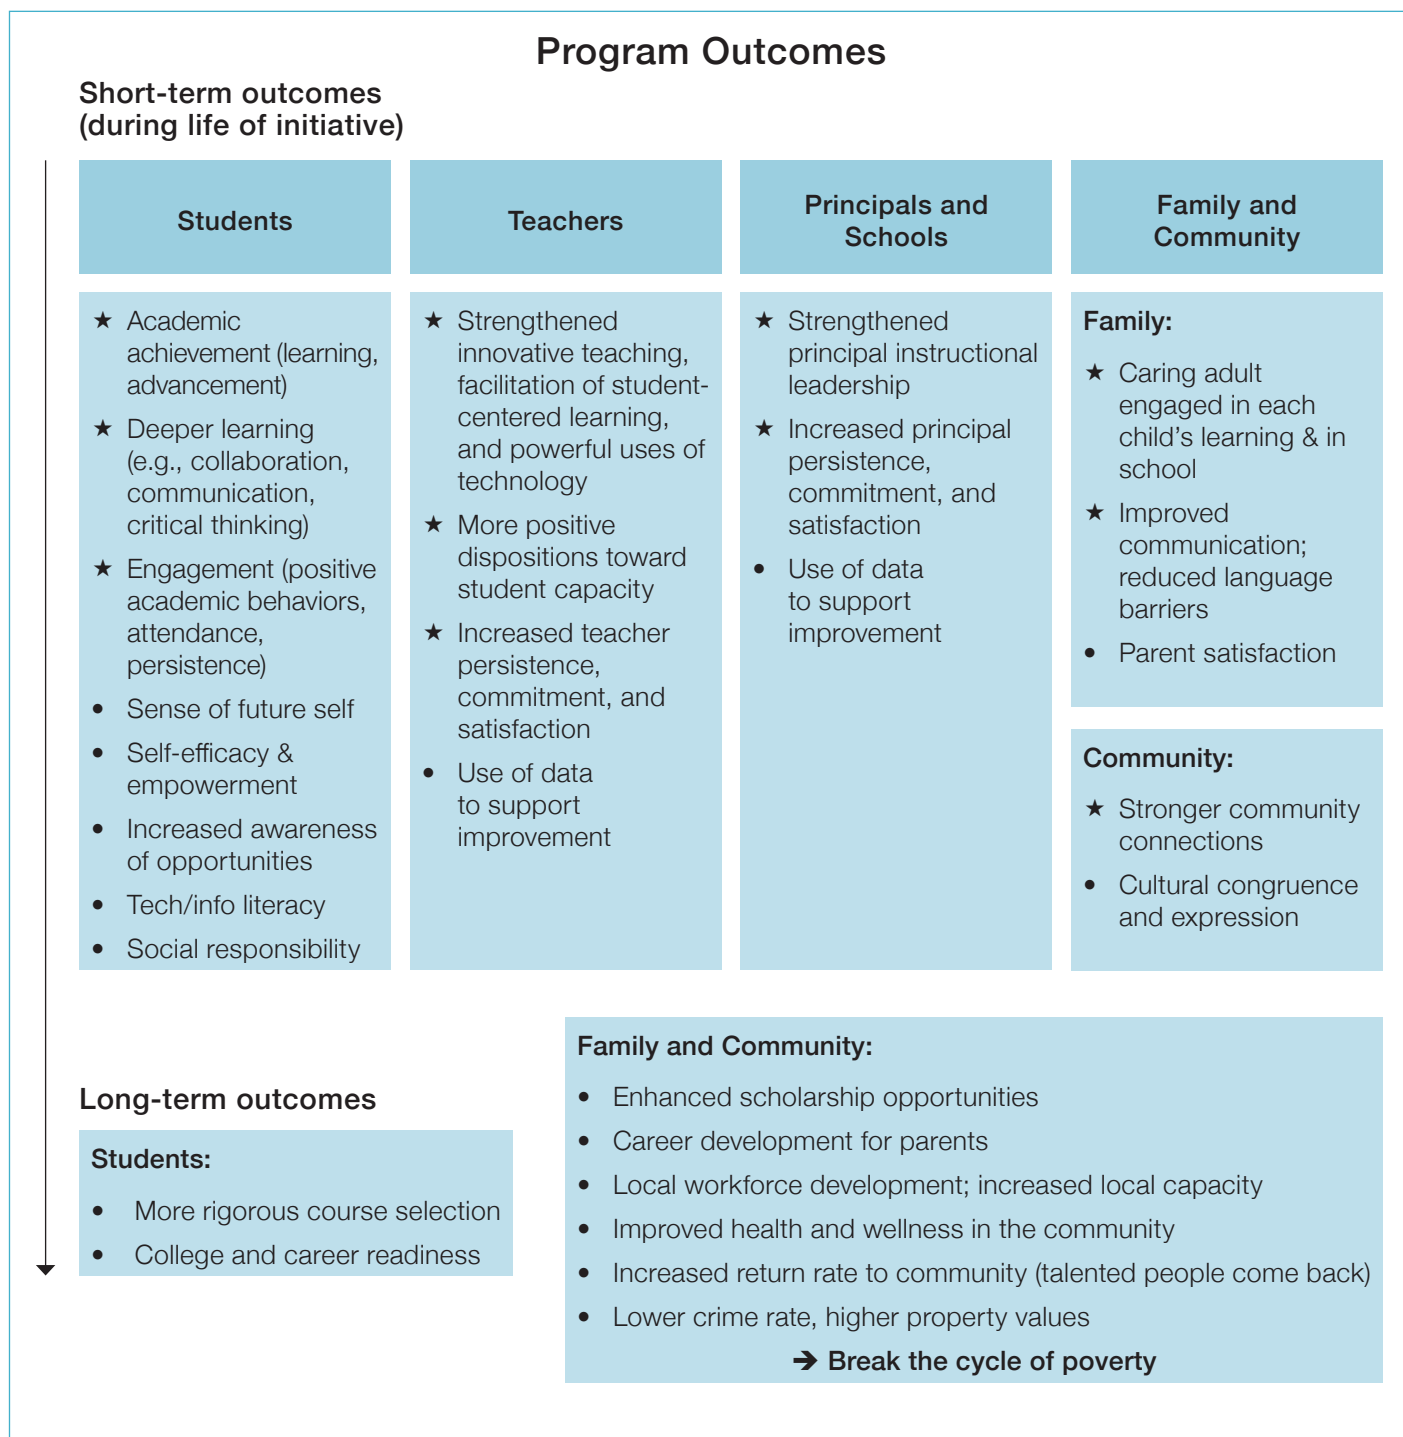 Program Outcomes
Short-term outcomes
(during life of initiative)
Students
★ Academic
achievement (learning,
advancement)
★ Deeper learning
(e.g., collaboration,
communication,
critical thinking)
★ Engagement (positive
academic behaviors,
attendance,
persistence)
• Sense of future self
• Self-efficacy &
empowerment
• Increased awareness
of opportunities
• Tech/info literacy
• Social responsibility
Teachers
★ Strengthened
innovative teaching,
facilitation of student-
centered learning,
and powerful uses of
technology
★ More positive
dispositions toward
student capacity
★ Increased teacher
persistence,
commitment, and
satisfaction
• Use of data
to support
improvement
Principals and
Schools
★ Strengthened
principal instructional
leadership
★ Increased principal
persistence,
commitment, and
satisfaction
• Use of data
to support
improvement
Family and
Community
Family:
★ Caring adult
engaged in each
child’s learning & in
school
★ Improved
communication;
reduced language
barriers
• Parent satisfaction
Community:
★ Stronger community
connections
• Cultural congruence
and expression
Long-term outcomes
Students:
• More rigorous course selection
• College and career readiness
Family and Community:
• Enhanced scholarship opportunities
• Career development for parents
• Local workforce development; increased local capacity
• Improved health and wellness in the community
• Increased return rate to community (talented people come back)
• Lower crime rate, higher property values
➔ Break the cycle of poverty